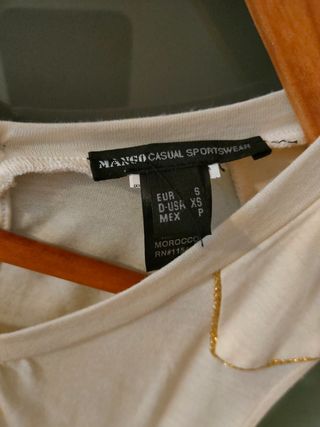 MANGO CASUAL SPORTSWEAR
EUR S
D-USA XS
MEX P
MOROCCO